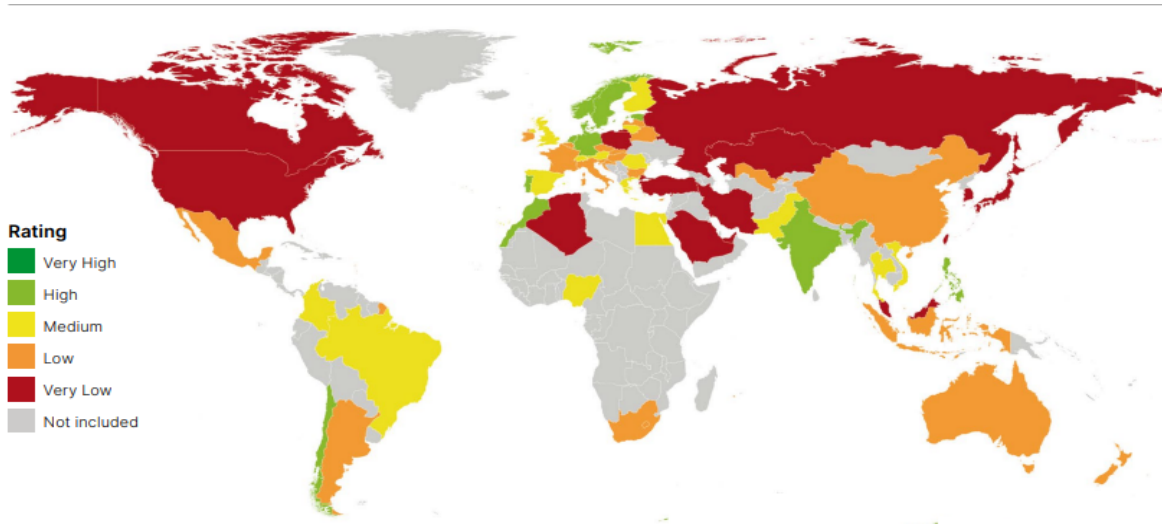 Rating
Very High
High
Medium
Low
Very Low
Not included